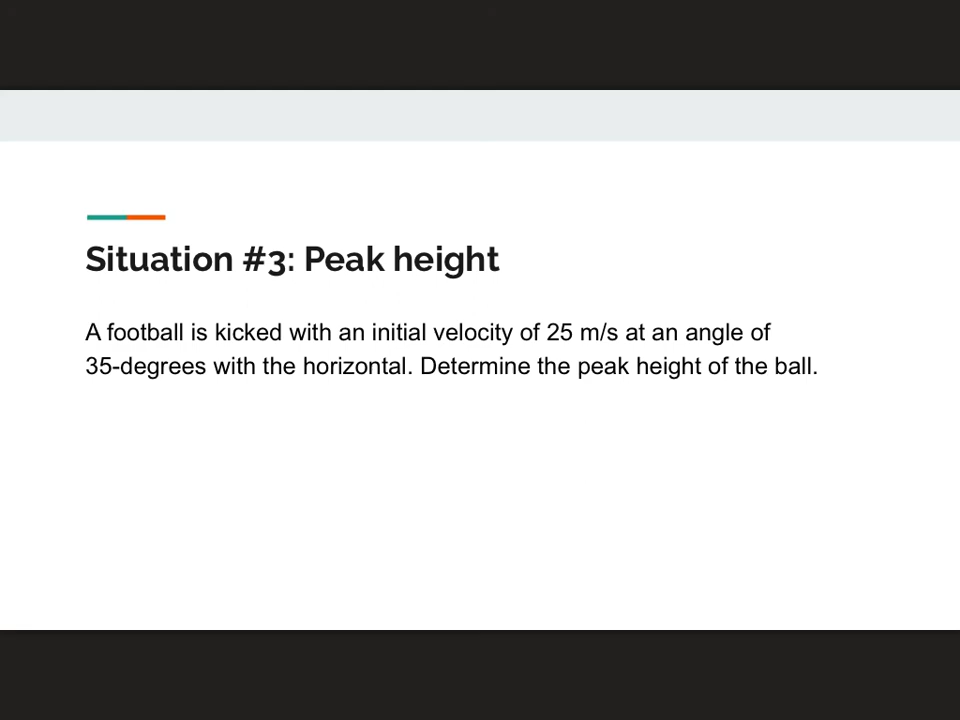 Situation #3: Peak height
A football is kicked with an initial velocity of 25 m/s at an angle of
35-degrees with the horizontal. Determine the peak height of the ball.